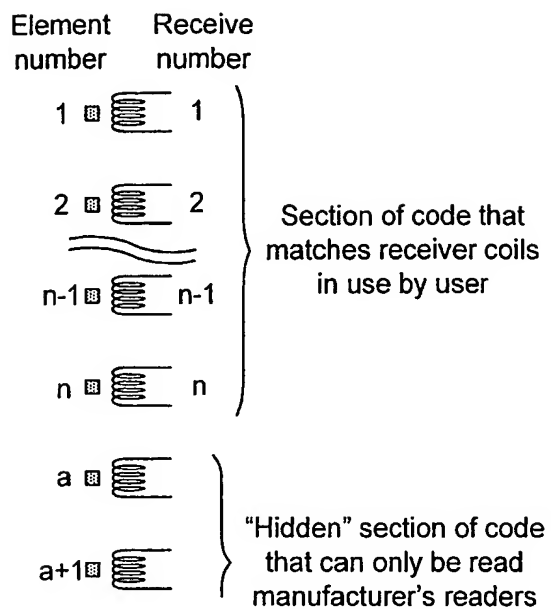 Element Receive
number number
1 1
2 2
n-1 n-1
n n
Section of code that
matches receiver coils
in use by user
a
a+1
“Hidden” section of code
that can only be read
manufacturer’s readers